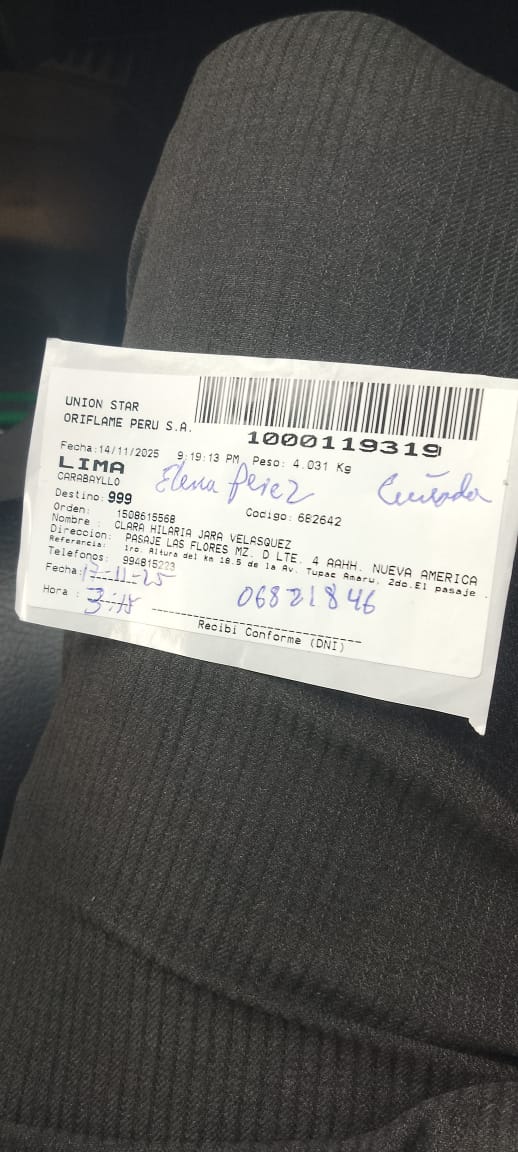 UNION STAR
ORIFLAME PERU S.A.
1000119319
Fecha:14/11/2025 9:19:13 PM Peso: 4.031 Kg
LIMA
CARABAYLLO
Elena Perez Cuñada
Destino: 999
Orden: 1508615568 Codigo: 682642
Nombre : CLARA HILARIA JARA VELASQUEZ
Direccion: PASAJE LAS FLORES MZ. D LTE. 4 AAHH. NUEVA AMERICA
Referencia: 1ro. Altura del km 18.5 de la Av. Tupac Amaru. 2do.El pasaje .
Telefonos: 994815223
Fecha: 17-11-25
Hora :
06821846
Recibí Conforme (DNI)